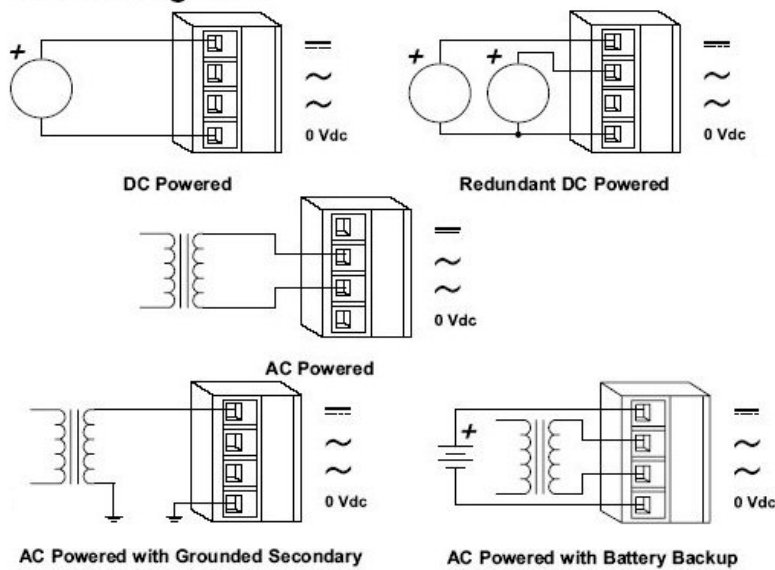 +
+
+
~
~
0 Vdc
~
~
0 Vdc
DC Powered
Redundant DC Powered
~
~
0 Vdc
AC Powered
+
~
~
0 Vdc
~
~
0 Vdc
AC Powered with Grounded Secondary
AC Powered with Battery Backup